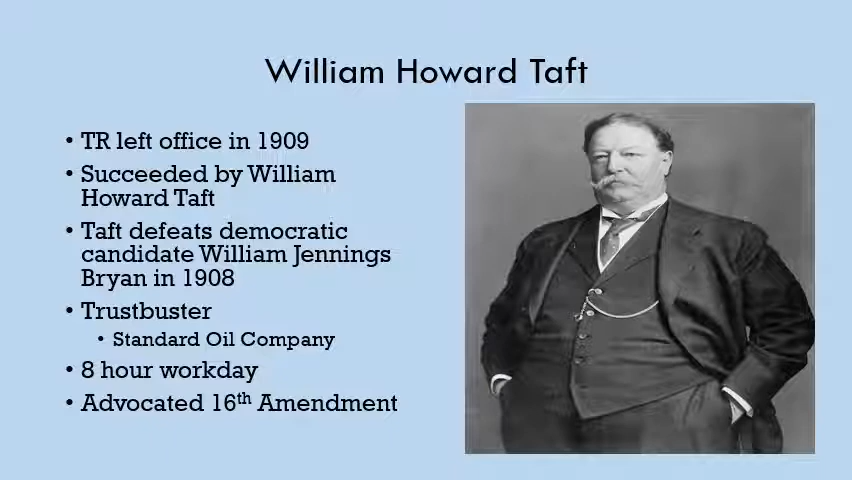 William Howard Taft
• TR left office in 1909
• Succeeded by William
Howard Taft
• Taft defeats democratic
candidate William Jennings
Bryan in 1908
• Trustbuster
• Standard Oil Company
• 8 hour workday
• Advocated 16th Amendment